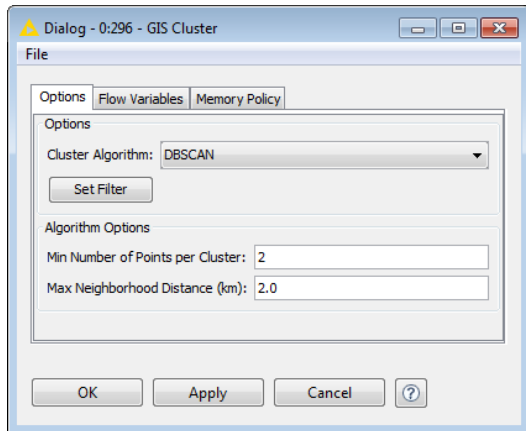 Dialog - 0:296 - GIS Cluster
File
Options Flow Variables Memory Policy
Options
Cluster Algorithm: DBSCAN
Set Filter
Algorithm Options
Min Number of Points per Cluster: 2
Max Neighborhood Distance (km): 2.0
OK Apply Cancel ?